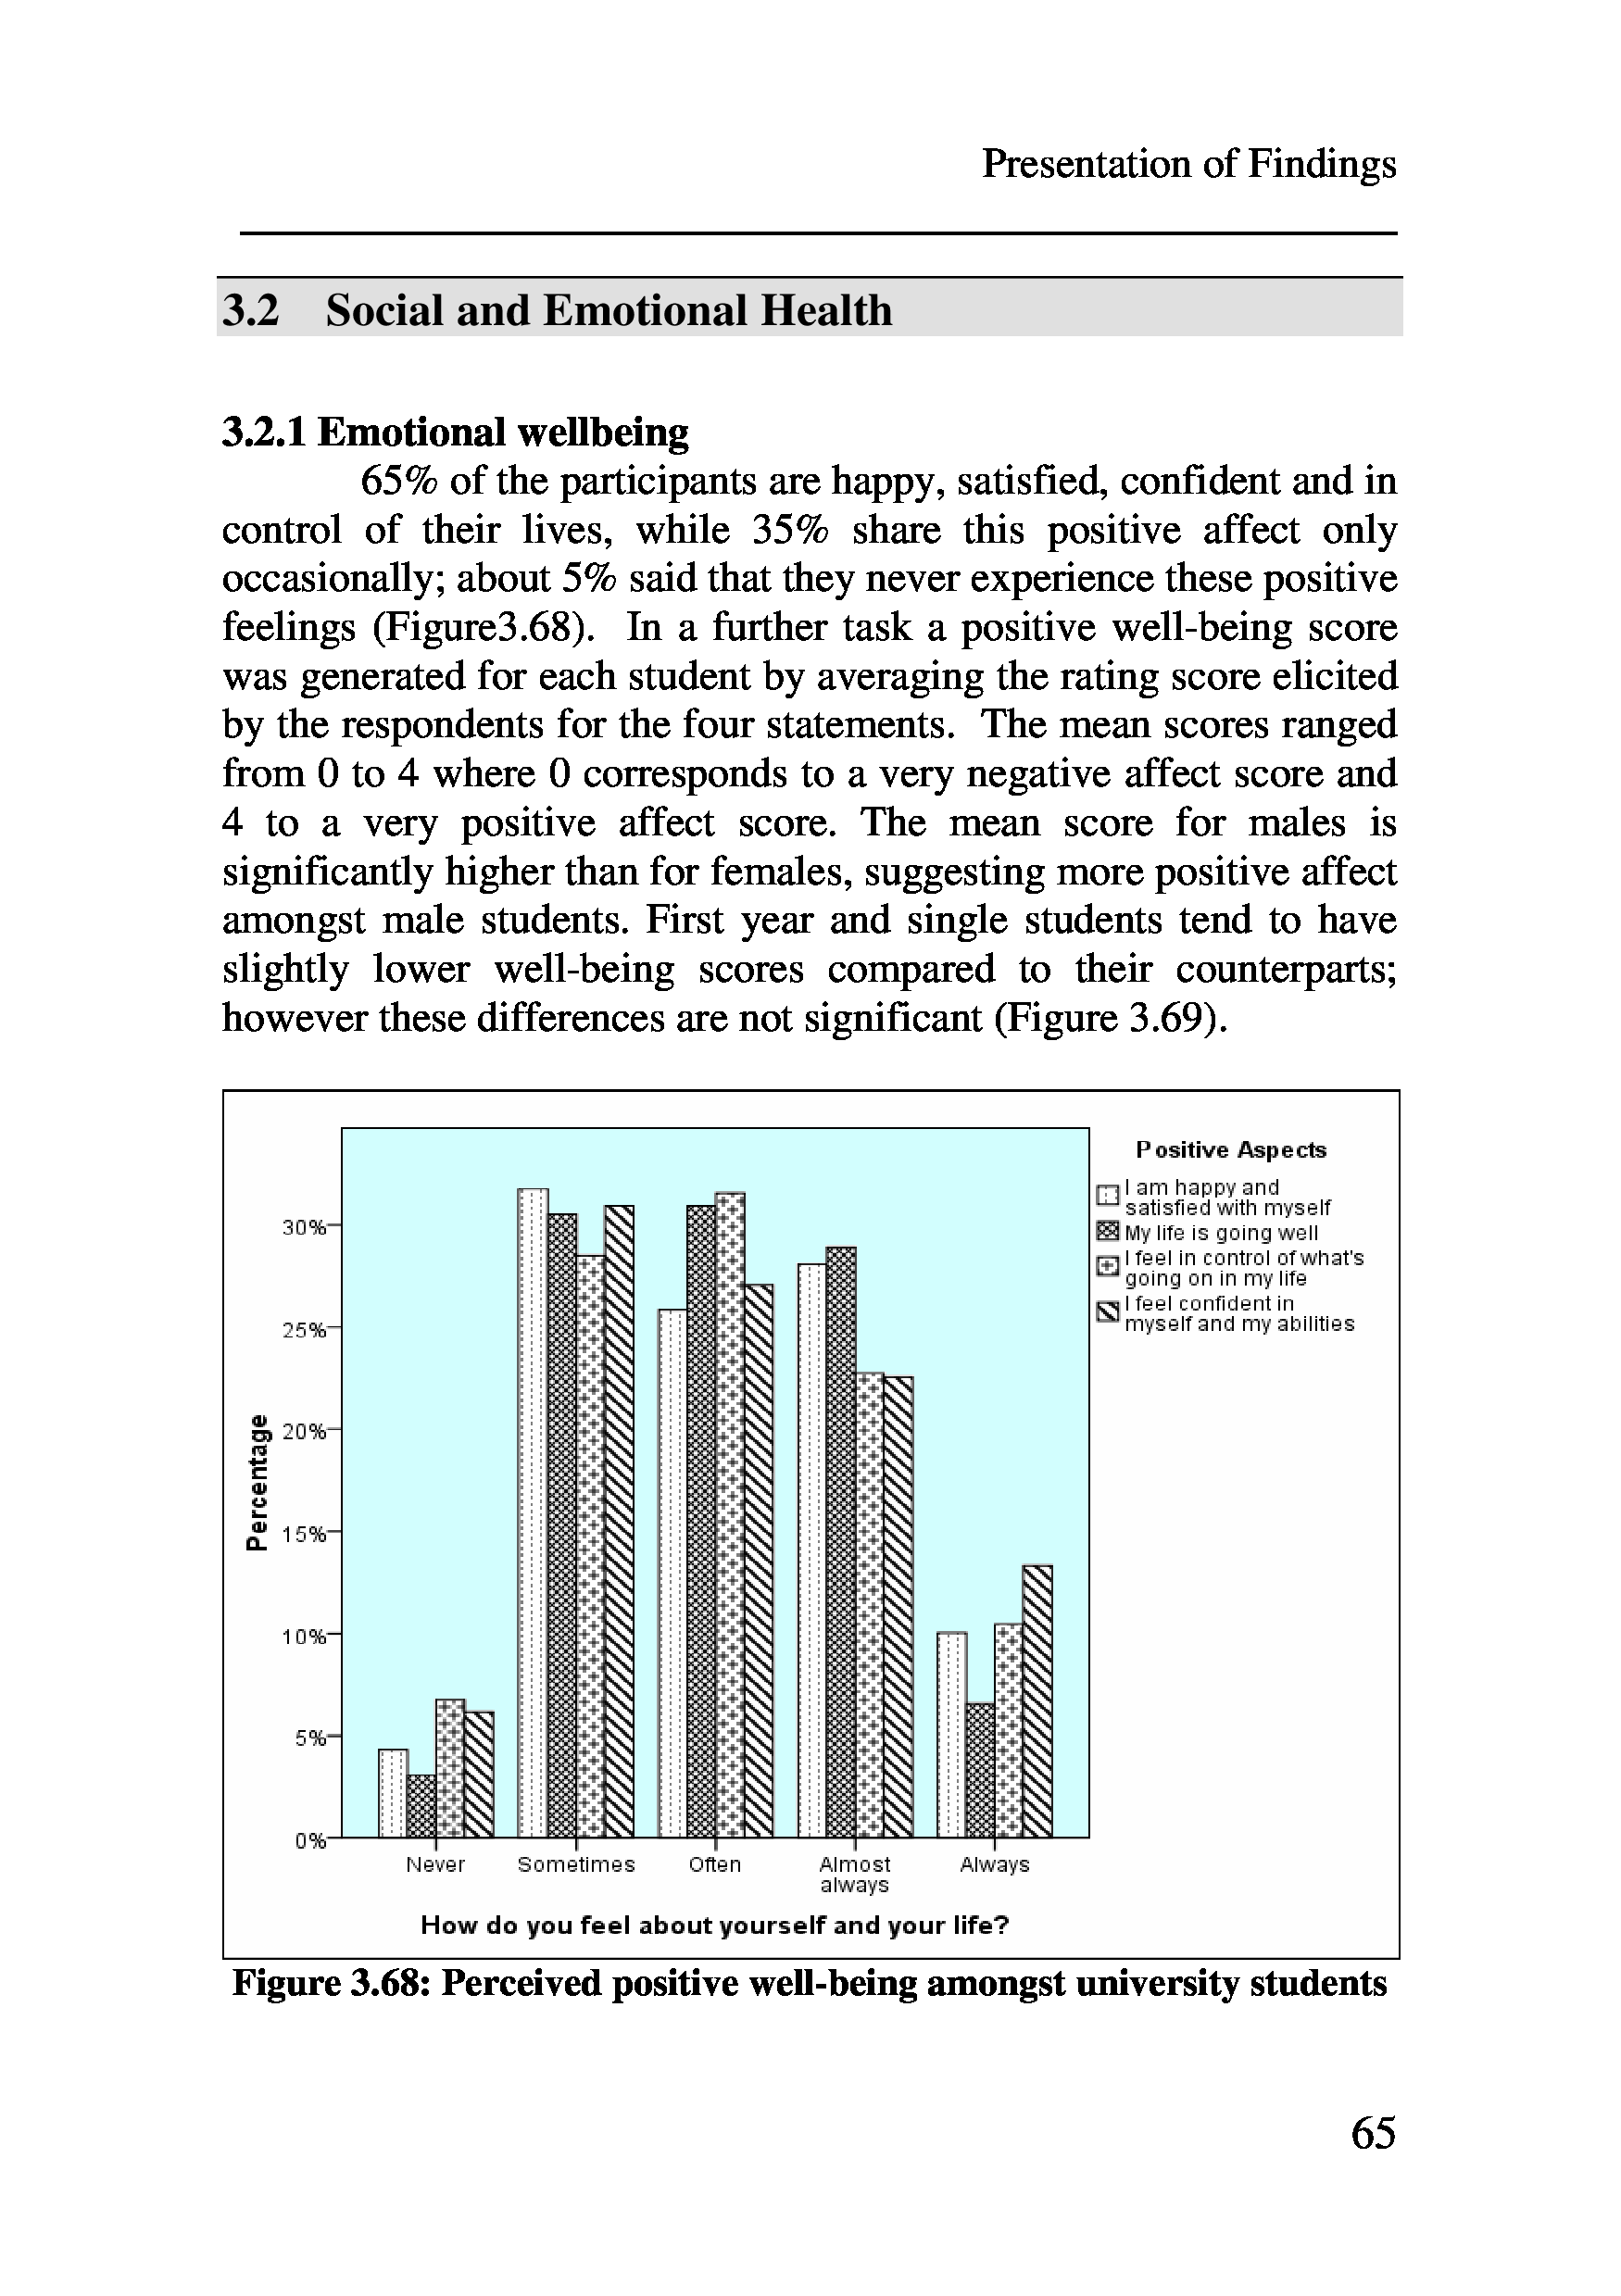 Presentation of Findings
3.2 Social and Emotional Health
3.2.1 Emotional wellbeing
65% of the participants are happy, satisfied, confident and in
control of their lives, while 35% share this positive affect only
occasionally; about 5% said that they never experience these positive
feelings (Figure3.68). In a further task a positive well-being score
was generated for each student by averaging the rating score elicited
by the respondents for the four statements. The mean scores ranged
from 0 to 4 where 0 corresponds to a very negative affect score and
4 to a very positive affect score. The mean score for males is
significantly higher than for females, suggesting more positive affect
amongst male students. First year and single students tend to have
slightly lower well-being scores compared to their counterparts;
however these differences are not significant (Figure 3.69).
Positive Aspects
I am happy and
satisfied with myself
My life is going well
I feel in control of what's
going on in my life
I feel confident in
myself and my abilities
Percentage
30%
25%
20%
15%
10%
5%
0%
Never
Sometimes
Often
Almost
always
Always
How do you feel about yourself and your life?
Figure 3.68: Perceived positive well-being amongst university students
65